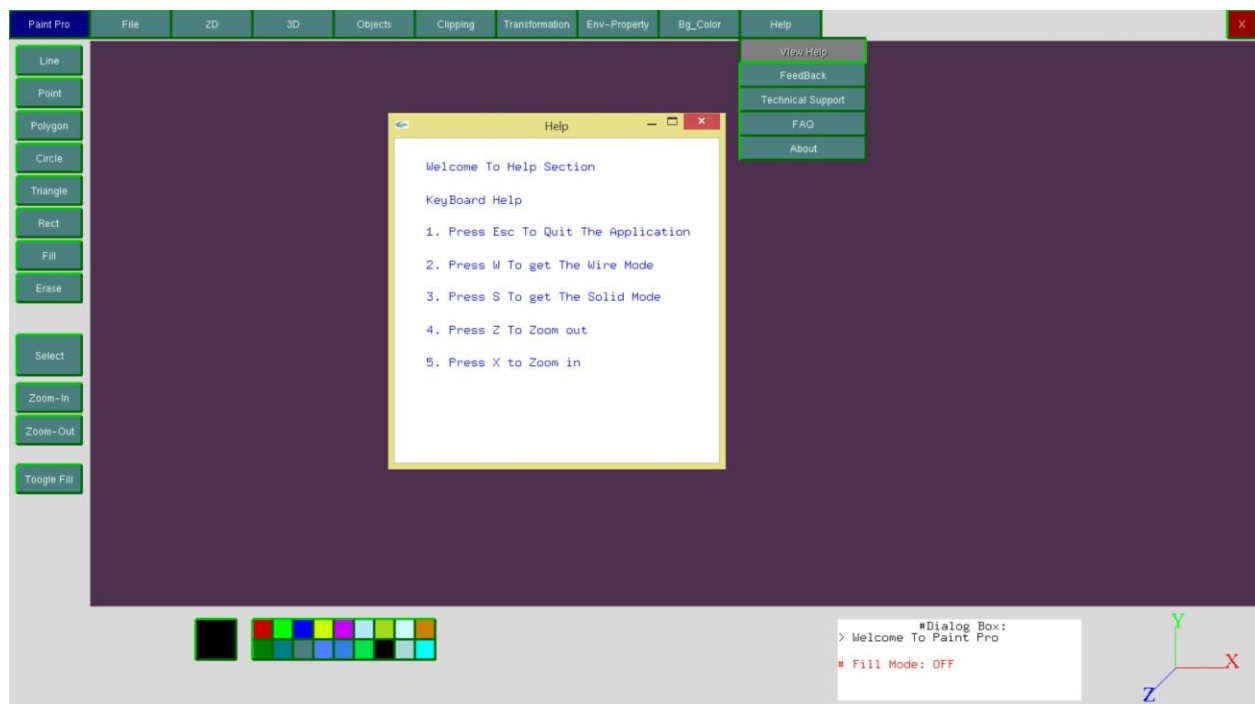 Paint Pro File 2D 3D Objects Clipping Transformation Env-Property Bg_Color Help X
View Help
FeedBack
Technical Support
FAQ
About
Line
Point
Polygon
Circle
Triangle
Rect
Fill
Erase
Select
Zoom-In
Zoom-Out
Toogle Fill
Help
Welcome To Help Section
KeyBoard Help
1. Press Esc To Quit The Application
2. Press W To get The Wire Mode
3. Press S To get The Solid Mode
4. Press Z To Zoom out
5. Press X to Zoom in
#Dialog Box:
> Welcome To Paint Pro
# Fill Mode: OFF
Y
X
Z